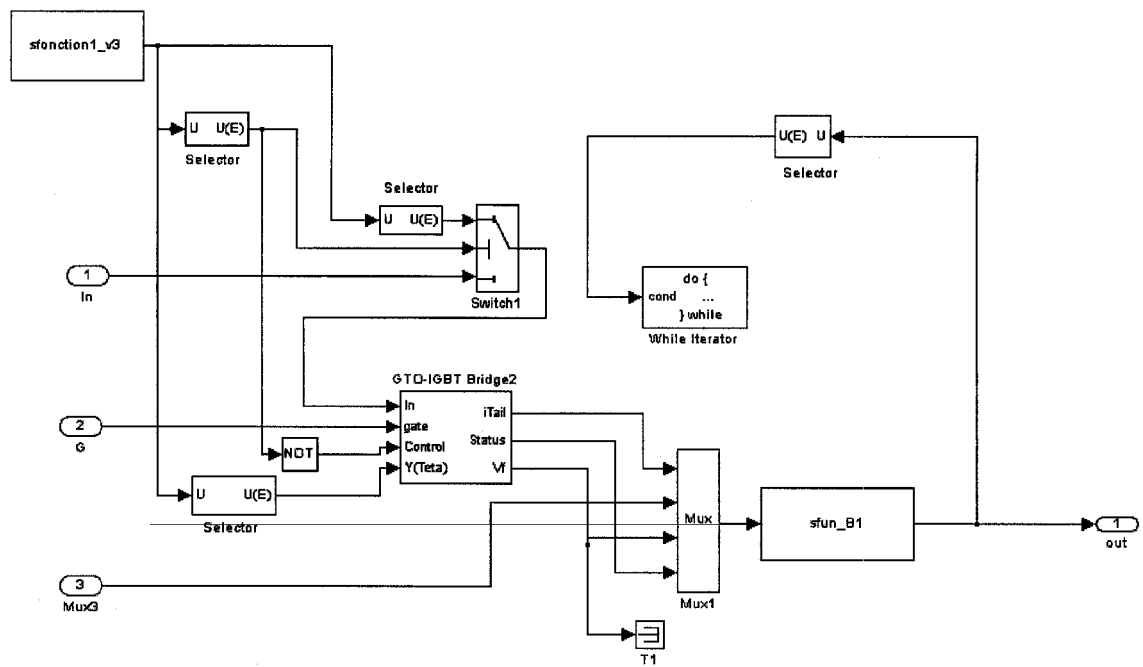 sfonction1_v3
U U(E)
Selector
U(E) U
Selector
Selector
U U(E)
Switch1
1
In
do {
cond ...
} while
While Iterator
GTO-IGBT Bridge2
In
gate
Control
Y(Teta)
iTail
Status
Vf
2
G
NOT
U U(E)
Selector
Mux
Mux1
sfun_B1
1
out
3
Mux3
T1